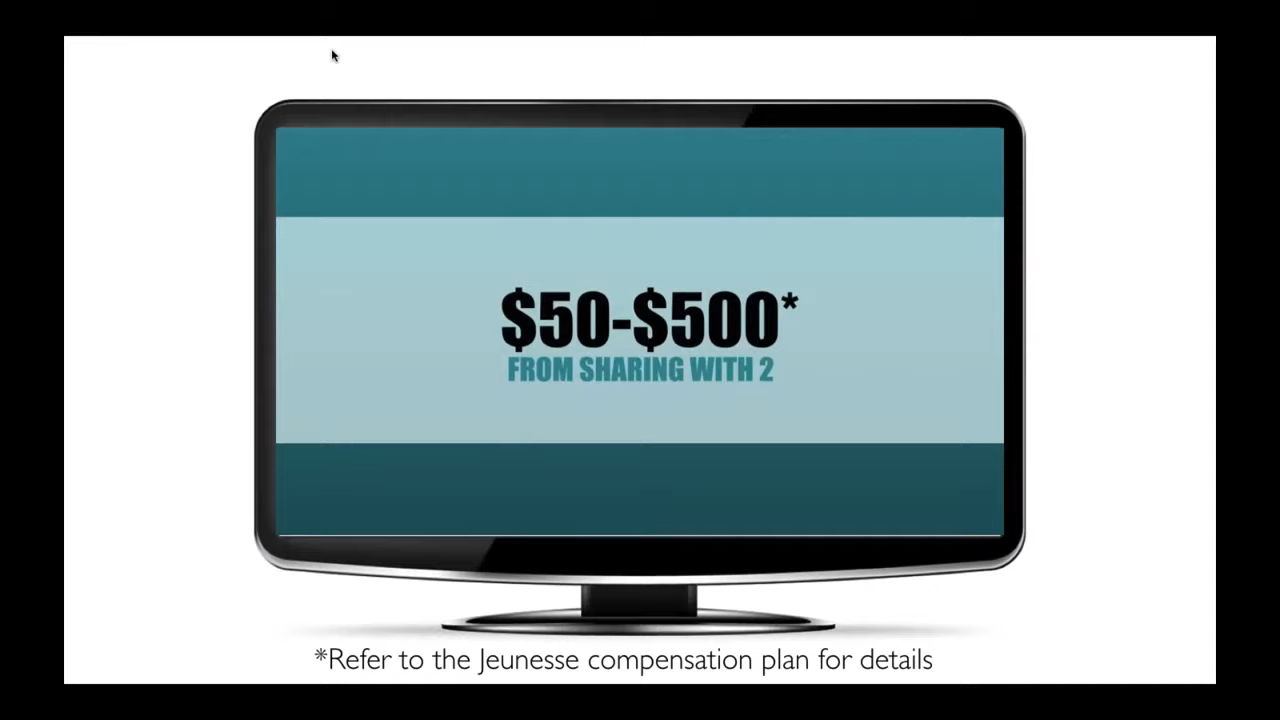 $50-$500*
FROM SHARING WITH 2
*Refer to the Jeunesse compensation plan for details